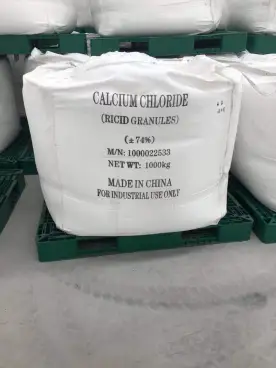 CALCIUM CHLORIDE
(RICID GRANULES)
(±74%)
M/N: 1000022533
NET WT: 1000kg
MADE IN CHINA
FOR INDUSTRIAL USE ONLY